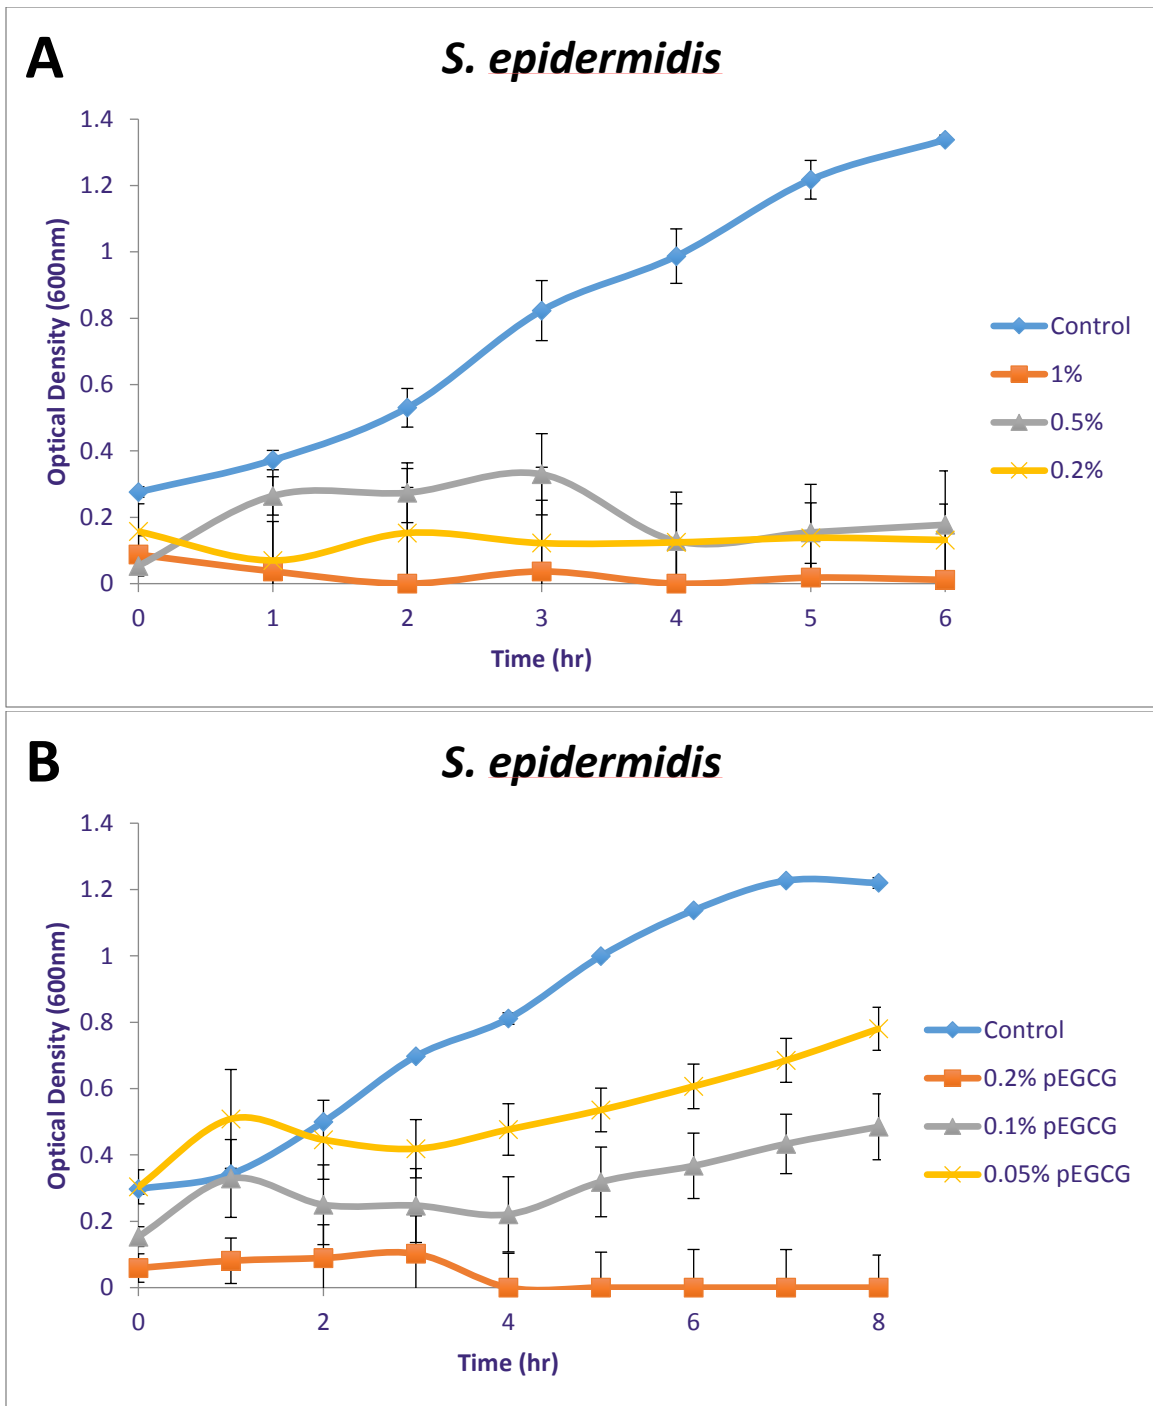 A
S. epidermidis
1.4
1.2
1
0.8
0.6
0.4
0.2
0
Optical Density (600nm)
0 1 2 3 4 5 6
Time (hr)
Control
1%
0.5%
0.2%
B
S. epidermidis
1.4
1.2
1
0.8
0.6
0.4
0.2
0
Optical Density (600nm)
0 2 4 6 8
Time (hr)
Control
0.2% pEGCG
0.1% pEGCG
0.05% pEGCG